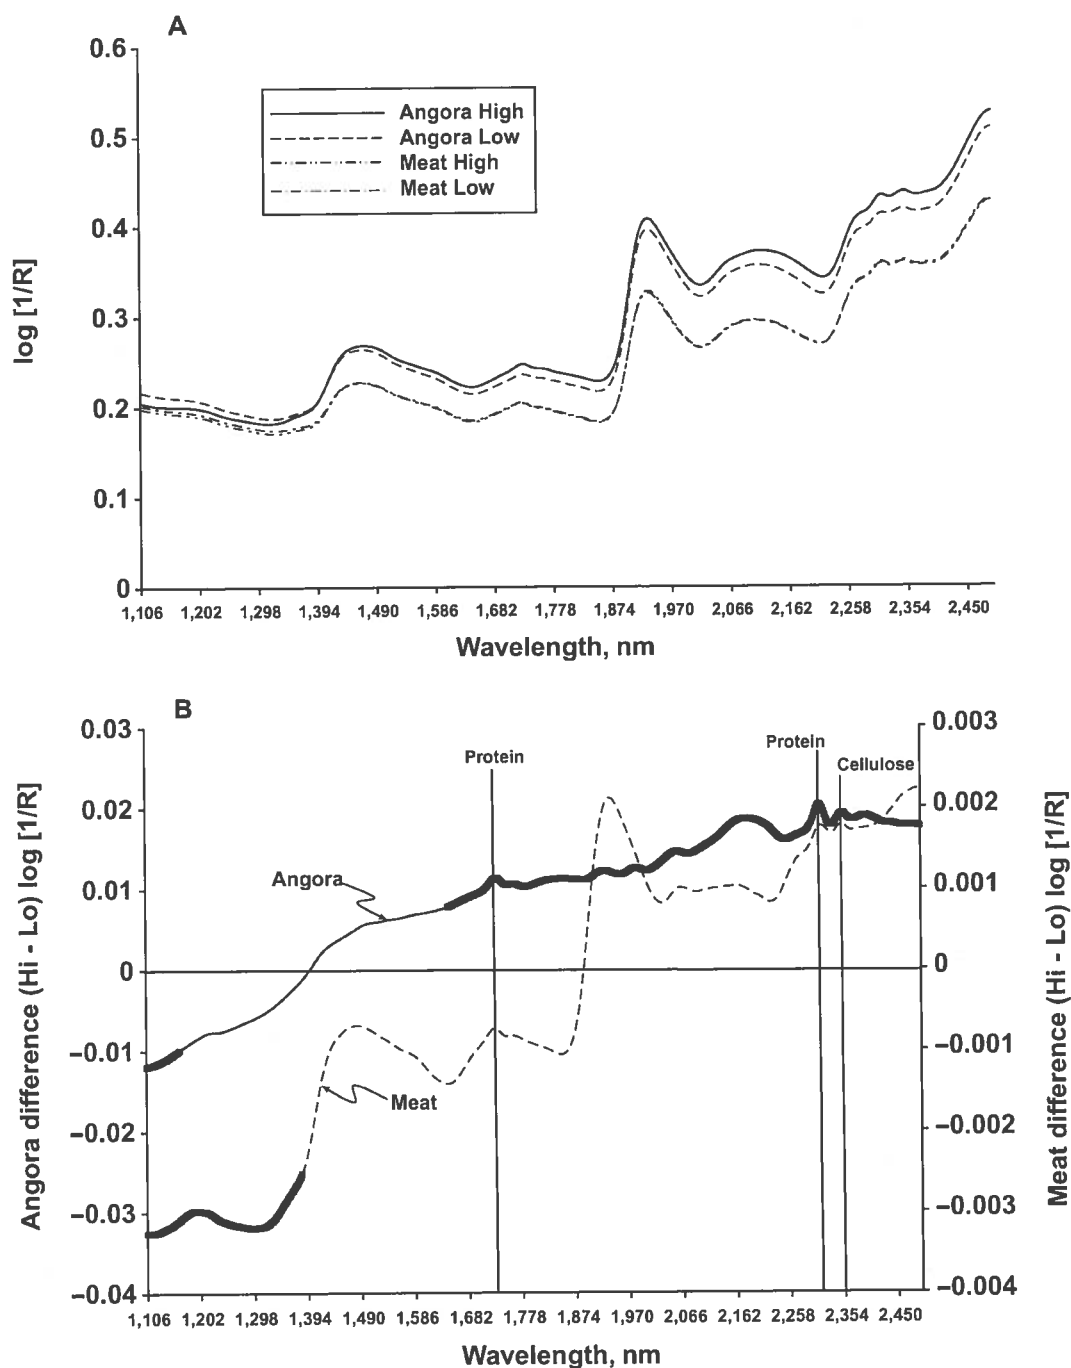 A
0.6
0.5
0.4
0.3
0.2
0.1
0
log [1/R]
Angora High
Angora Low
Meat High
Meat Low
1,106 1,202 1,298 1,394 1,490 1,586 1,682 1,778 1,874 1,970 2,066 2,162 2,258 2,354 2,450
Wavelength, nm
B
0.03
0.02
0.01
0
−0.01
−0.02
−0.03
−0.04
Angora difference (Hi - Lo) log [1/R]
Protein
Protein
Cellulose
Angora
Meat
0.003
0.002
0.001
0
−0.001
−0.002
−0.003
−0.004
Meat difference (Hi - Lo) log [1/R]
1,106 1,202 1,298 1,394 1,490 1,586 1,682 1,778 1,874 1,970 2,066 2,162 2,258 2,354 2,450
Wavelength, nm